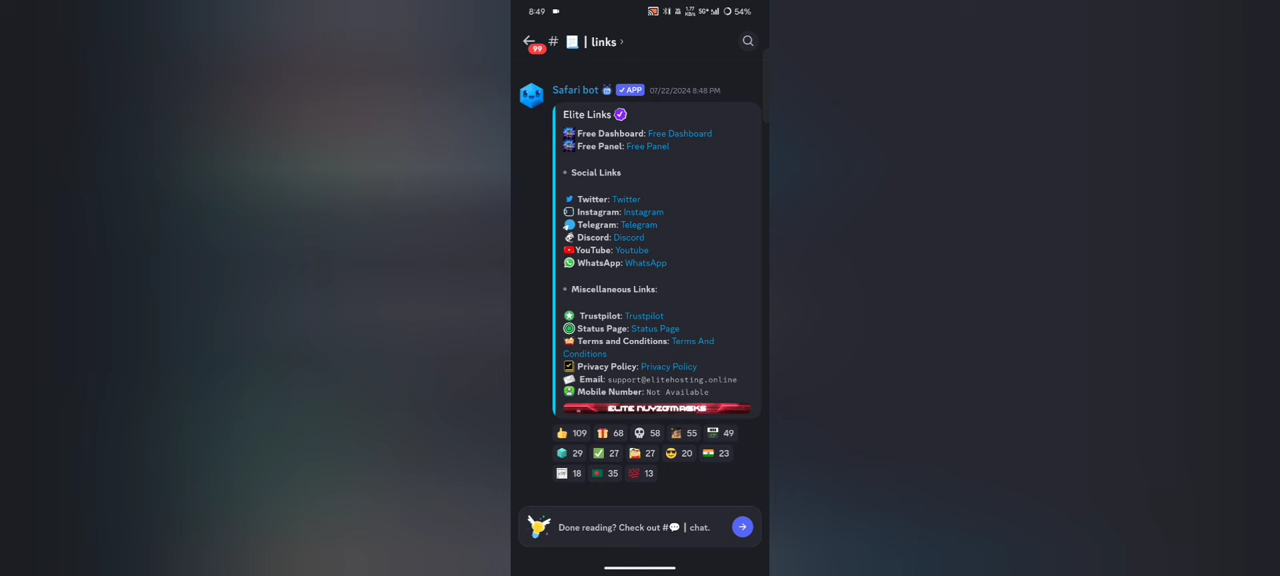 8:49 1.77 KB/s 5G+ 54%
99 # | links ›
Safari bot ✓ APP 07/22/2024 8:48 PM
Elite Links
Free Dashboard: Free Dashboard
Free Panel: Free Panel
• Social Links
Twitter: Twitter
Instagram: Instagram
Telegram: Telegram
Discord: Discord
YouTube: Youtube
WhatsApp: WhatsApp
• Miscellaneous Links:
Trustpilot: Trustpilot
Status Page: Status Page
Terms and Conditions: Terms And
Conditions
Privacy Policy: Privacy Policy
Email: support@elitehosting.online
Mobile Number: Not Available
109 68 58 55 49
29 27 27 20 23
18 35 13
Done reading? Check out #💬 | chat.